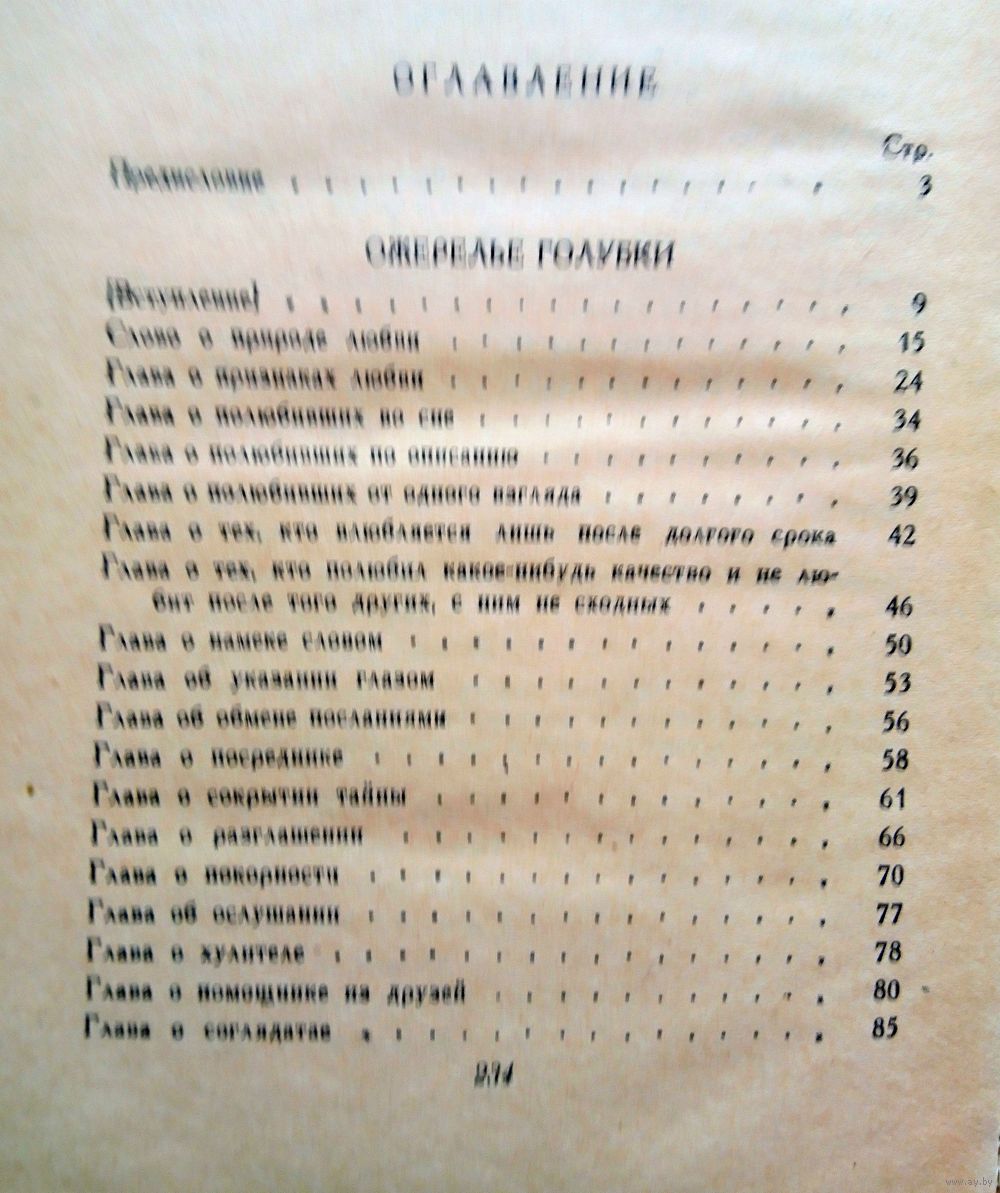 ОГЛАВЛЕНИЕ
Стр.
Предисловие . . . . . . . . . . . . . . . . . 3
ОЖЕРЕЛЬЕ ГОЛУБКИ
[Вступление] . . . . . . . . . . . . . . . . . . 9
Слово о природе любви . . . . . . . . . . . . . 15
Глава о признаках любви . . . . . . . . . . . . . 24
Глава о полюбивших во сне . . . . . . . . . . . . 34
Глава о полюбивших по описанию . . . . . . . . . . 36
Глава о полюбивших от одного взгляда . . . . . . . . 39
Глава о тех, кто влюбляется лишь после долгого срока 42
Глава о тех, кто полюбил какое-нибудь качество и не лю-
бит после того других, с ним не сходных . . . . . 46
Глава о намеке словом . . . . . . . . . . . . . . 50
Глава об указании глазом . . . . . . . . . . . . 53
Глава об обмене посланиями . . . . . . . . . . . . 56
Глава о посреднике . . . . . . . . . . . . . . . 58
Глава о сокрытии тайны . . . . . . . . . . . . . 61
Глава о разглашении . . . . . . . . . . . . . . 66
Глава о покорности . . . . . . . . . . . . . . . 70
Глава об ослушании . . . . . . . . . . . . . . . 77
Глава о хулителе . . . . . . . . . . . . . . . . 78
Глава о помощнике из друзей . . . . . . . . . . . 80
Глава о соглядатае . . . . . . . . . . . . . . . 85
234
www.ay.by